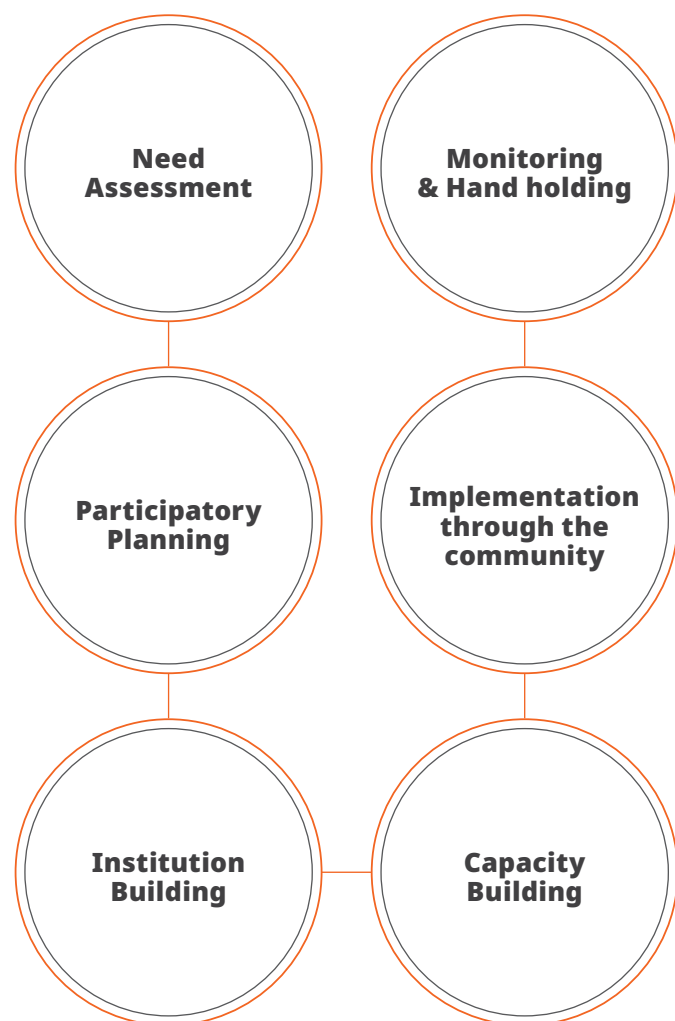 Need
Assessment
Monitoring
& Hand holding
Participatory
Planning
Implementation
through the
community
Institution
Building
Capacity
Building